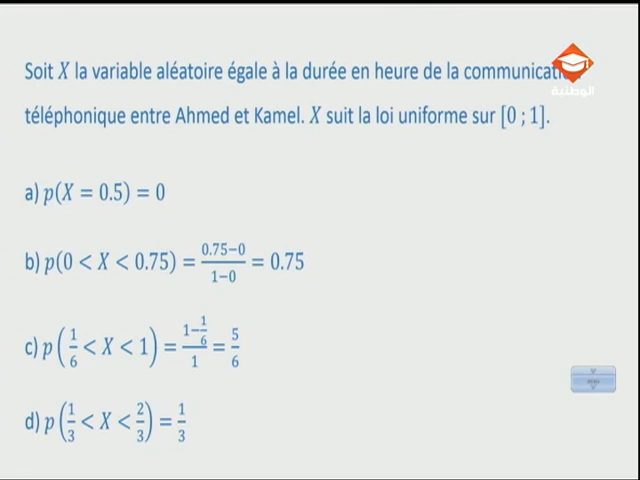 Soit X la variable aléatoire égale à la durée en heure de la
téléphonique entre Ahmed et Kamel. X suit la loi uniforme sur [0 ; 1].
الوطنية
a) p(X = 0.5) = 0
b) p(0 < X < 0.75) = (0.75−0)/(1−0) = 0.75
c) p(1/6 < X < 1) = (1−1/6)/1 = 5/6
MENU
d) p(1/3 < X < 2/3) = 1/3